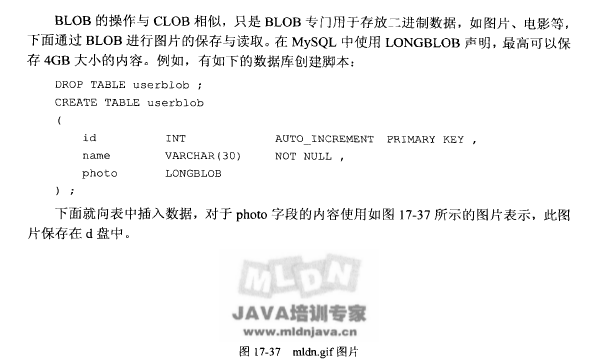 BLOB 的操作与 CLOB 相似，只是 BLOB 专门用于存放二进制数据，如图片、电影等，
下面通过 BLOB 进行图片的保存与读取。在 MySQL 中使用 LONGBLOB 声明，最高可以保
存 4GB 大小的内容。例如，有如下的数据库创建脚本：
DROP TABLE userblob ;
CREATE TABLE userblob
(
id INT AUTO_INCREMENT PRIMARY KEY ,
name VARCHAR(30) NOT NULL ,
photo LONGBLOB
) ;
下面就向表中插入数据，对于 photo 字段的内容使用如图 17-37 所示的图片表示，此图
片保存在 d 盘中。
MLDN
JAVA培训专家
www.mldnjava.cn
图 17-37 mldn.gif 图片